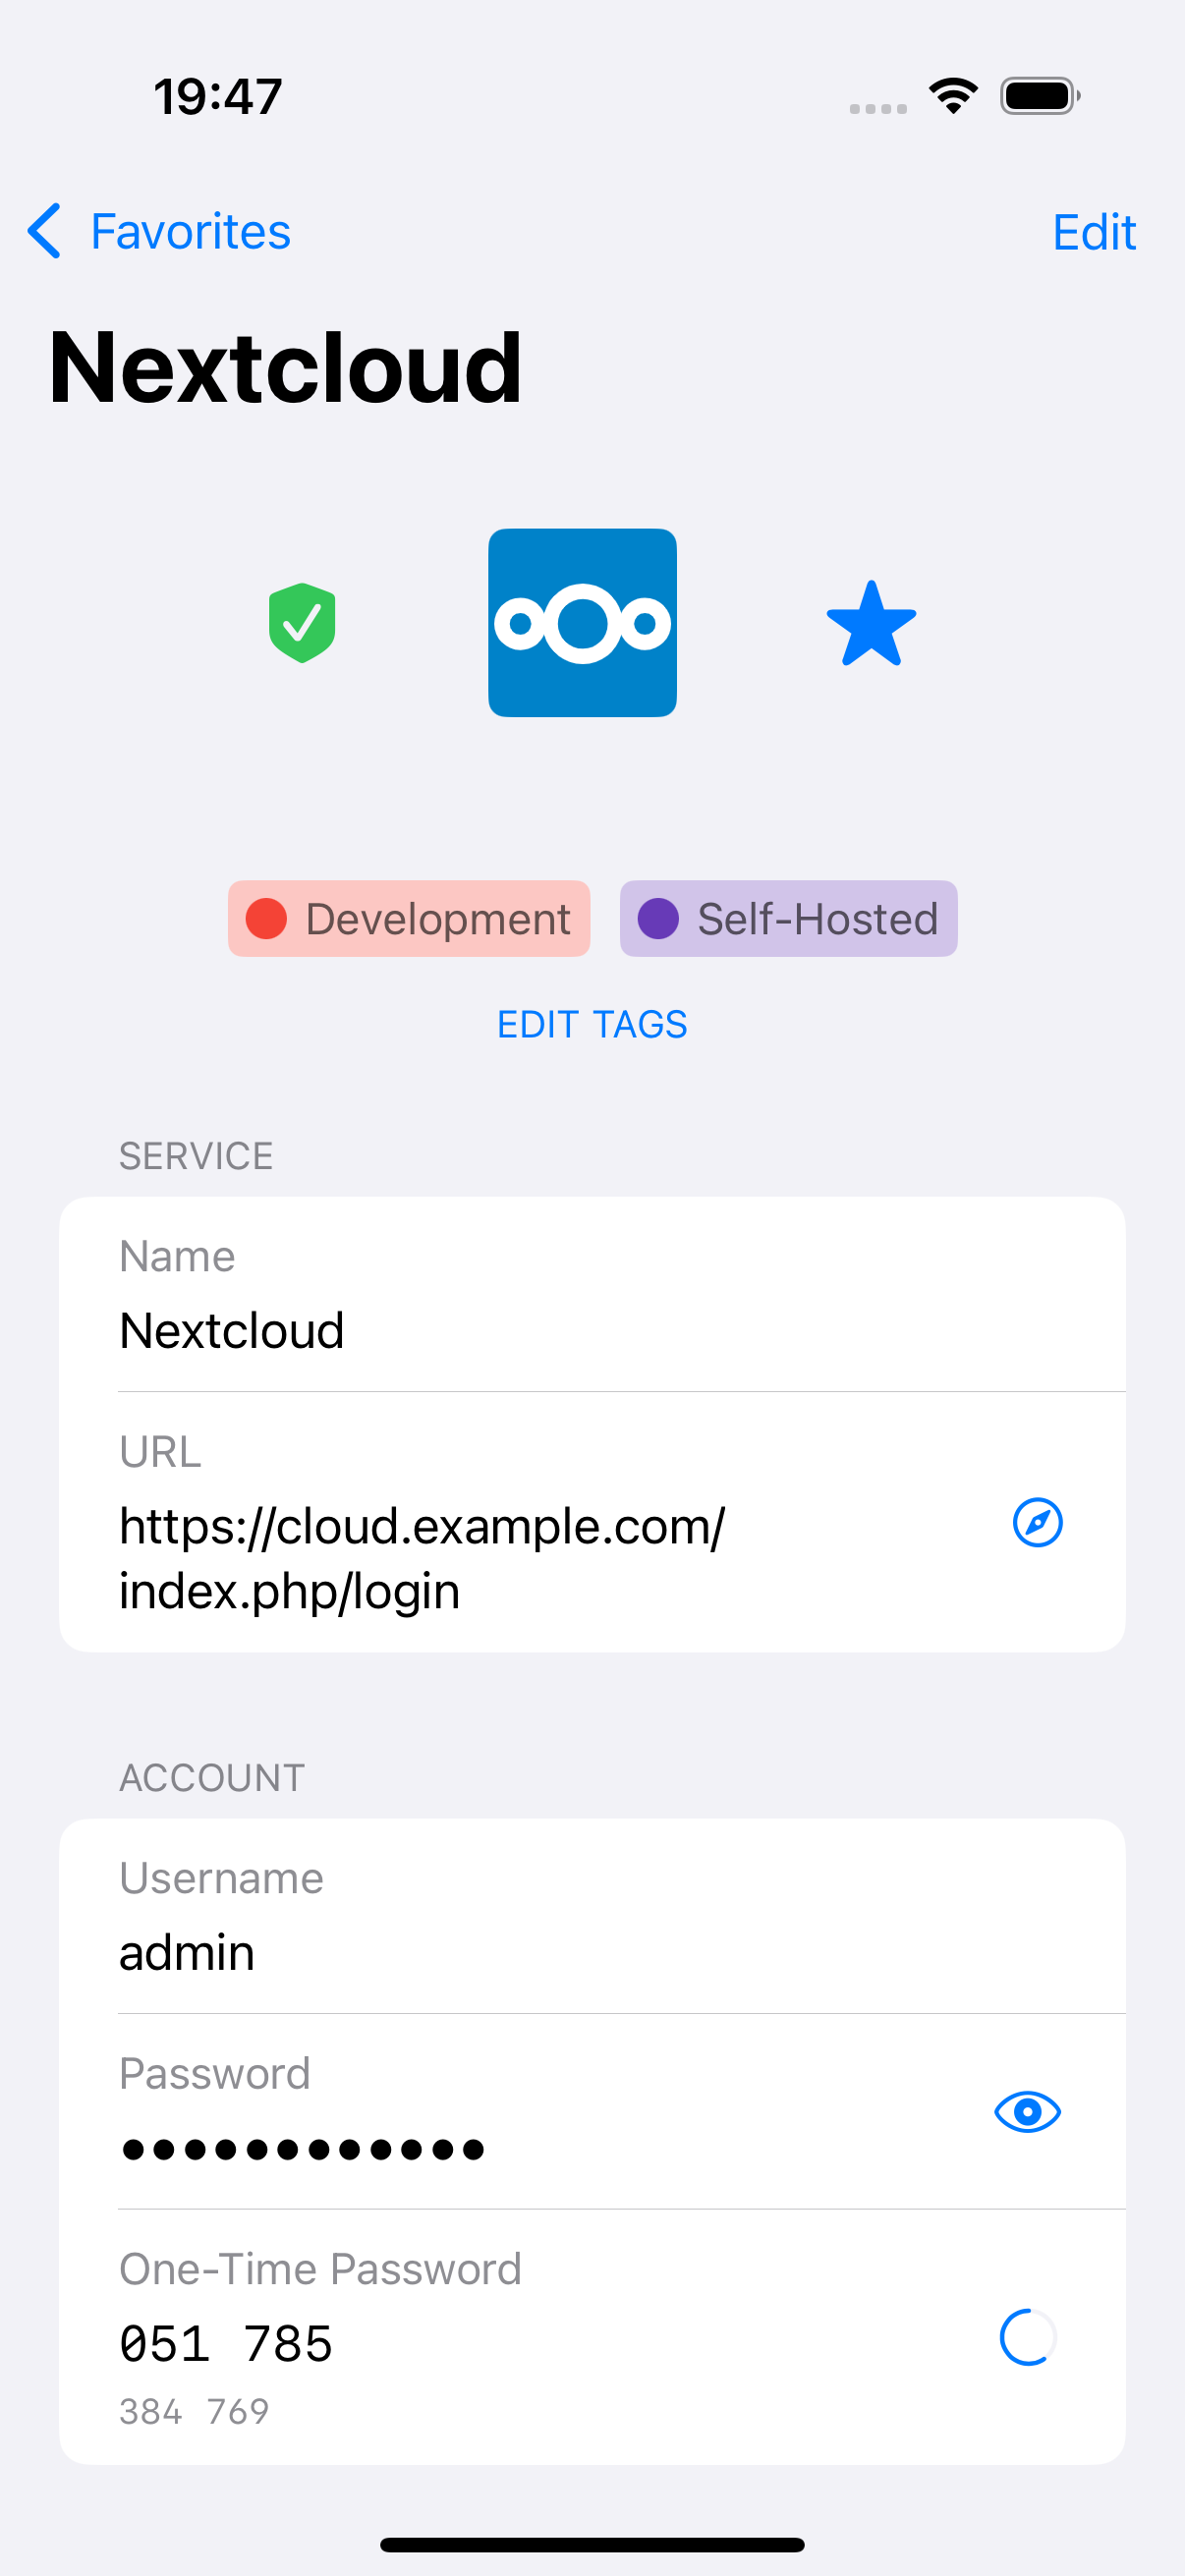 19:47
Favorites
Edit
Nextcloud
Development
Self-Hosted
EDIT TAGS
SERVICE
Name
Nextcloud
URL
https://cloud.example.com/
index.php/login
ACCOUNT
Username
admin
Password
●●●●●●●●●●●●
One-Time Password
051 785
384 769